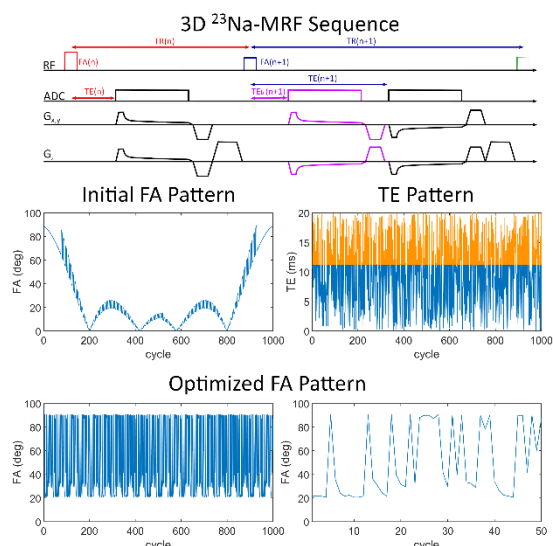 3D ²³Na-MRF Sequence
TR(n) TR(n+1)
RF FA(n) FA(n+1)
TE(n+1)
ADC TE(n) (n+1)
Gx,y
G
Initial FA Pattern TE Pattern
100 20
80 15
60 10
40 5
20 0
0
FA (deg) TE (ms)
0 200 400 600 800 1000 0 200 400 600 800 1000
cycle cycle
Optimized FA Pattern
100 100
80 80
60 60
40 40
20 20
0 0
FA (deg) FA (deg)
0 200 400 600 800 1000 10 20 30 40 50
cycle cycle